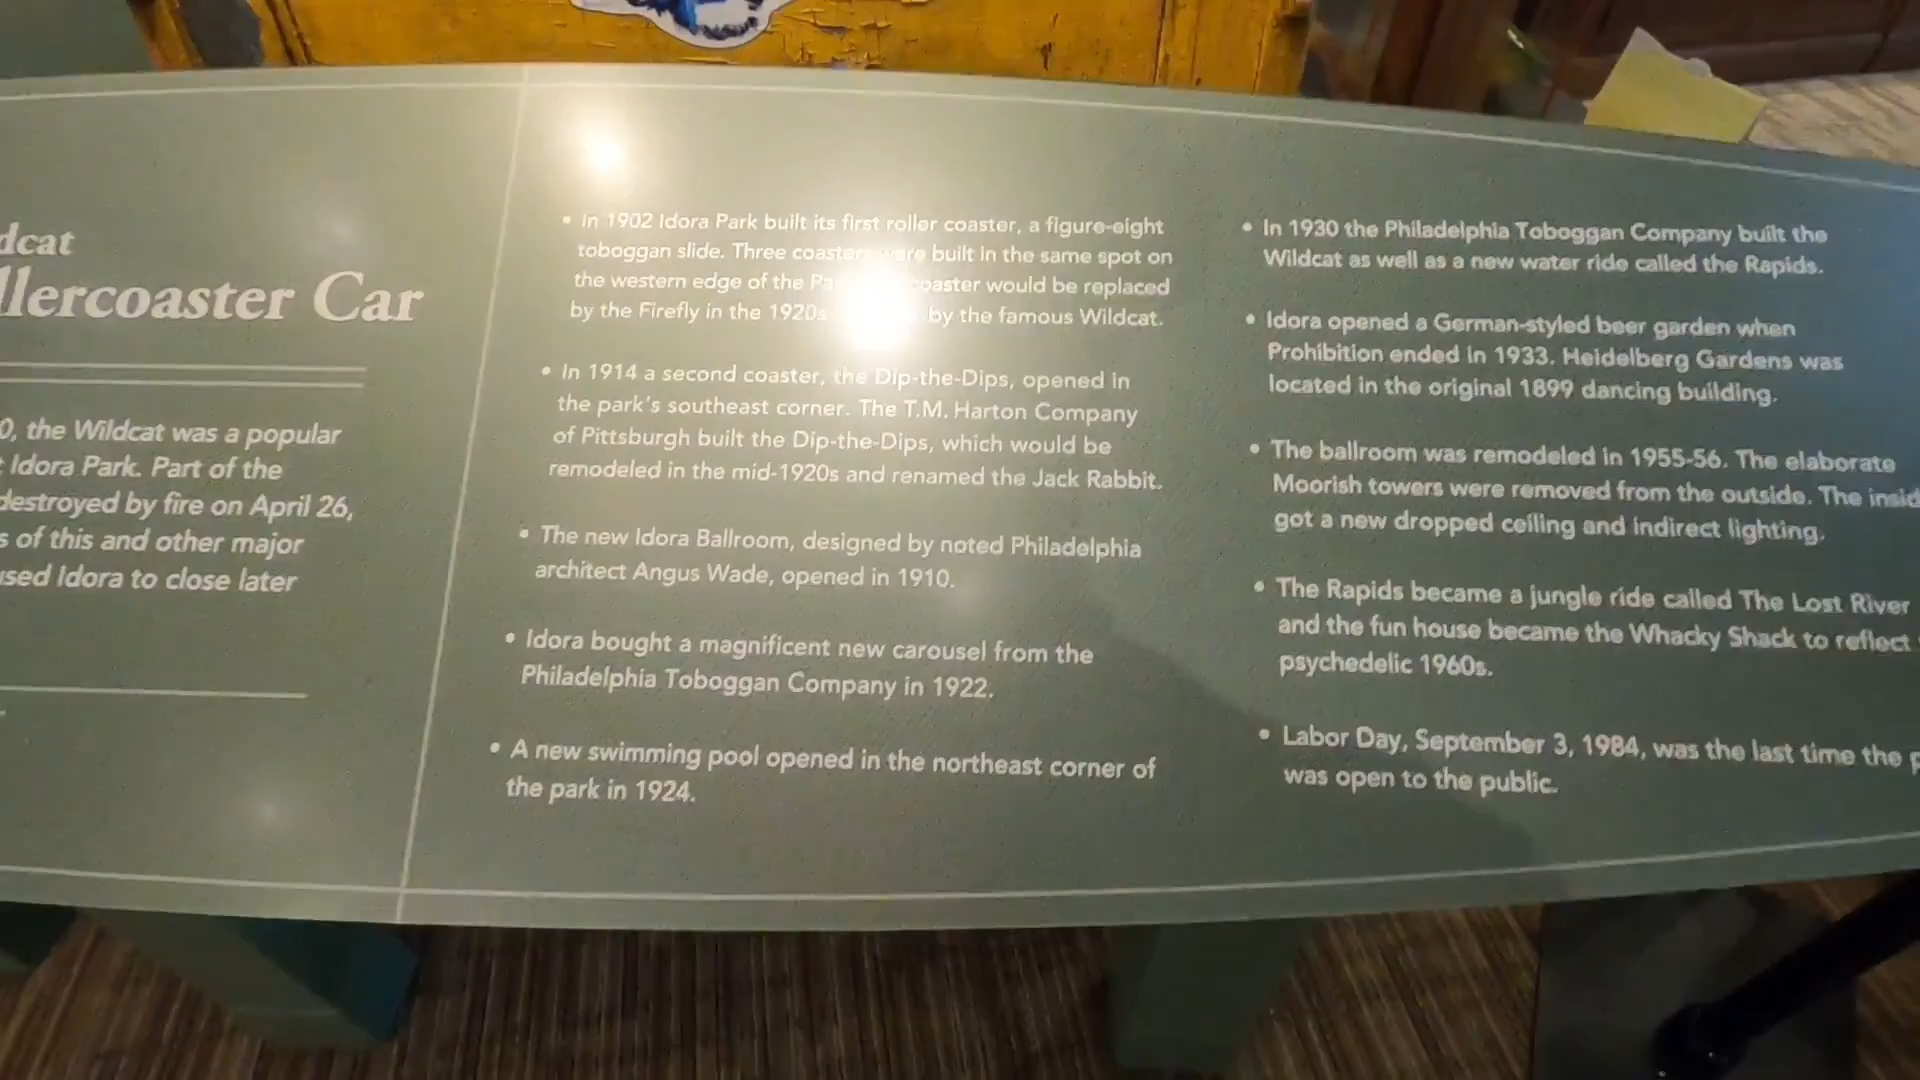 dcat
llercoaster Car
0, the Wildcat was a popular
Idora Park. Part of the
destroyed by fire on April 26,
s of this and other major
used Idora to close later
• In 1902 Idora Park built its first roller coaster, a figure-eight
toboggan slide. Three coasters were built in the same spot on
the western edge of the coaster would be replaced
by the Firefly in the 1920s by the famous Wildcat.
• In 1914 a second coaster, the Dip-the-Dips, opened in
the park's southeast corner. The T.M. Harton Company
of Pittsburgh built the Dip-the-Dips, which would be
remodeled in the mid-1920s and renamed the Jack Rabbit.
• The new Idora Ballroom, designed by noted Philadelphia
architect Angus Wade, opened in 1910.
• Idora bought a magnificent new carousel from the
Philadelphia Toboggan Company in 1922.
• A new swimming pool opened in the northeast corner of
the park in 1924.
• In 1930 the Philadelphia Toboggan Company built the
Wildcat as well as a new water ride called the Rapids.
• Idora opened a German-styled beer garden when
Prohibition ended in 1933. Heidelberg Gardens was
located in the original 1899 dancing building.
• The ballroom was remodeled in 1955-56. The elaborate
Moorish towers were removed from the outside. The insid
got a new dropped ceiling and indirect lighting.
• The Rapids became a jungle ride called The Lost River
and the fun house became the Whacky Shack to reflect
psychedelic 1960s.
• Labor Day, September 3, 1984, was the last time the p
was open to the public.